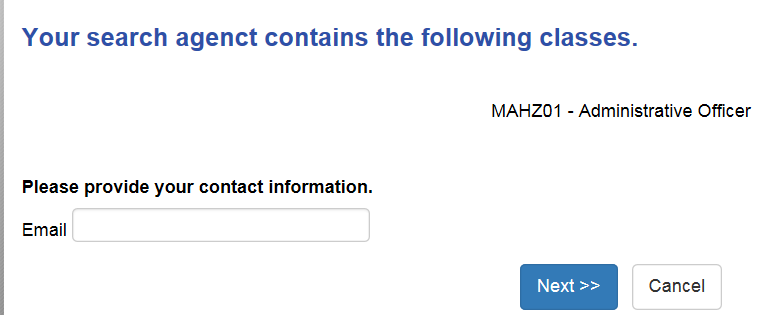 Your search agenct contains the following classes.
MAHZ01 - Administrative Officer
Please provide your contact information.
Email
Next >> Cancel